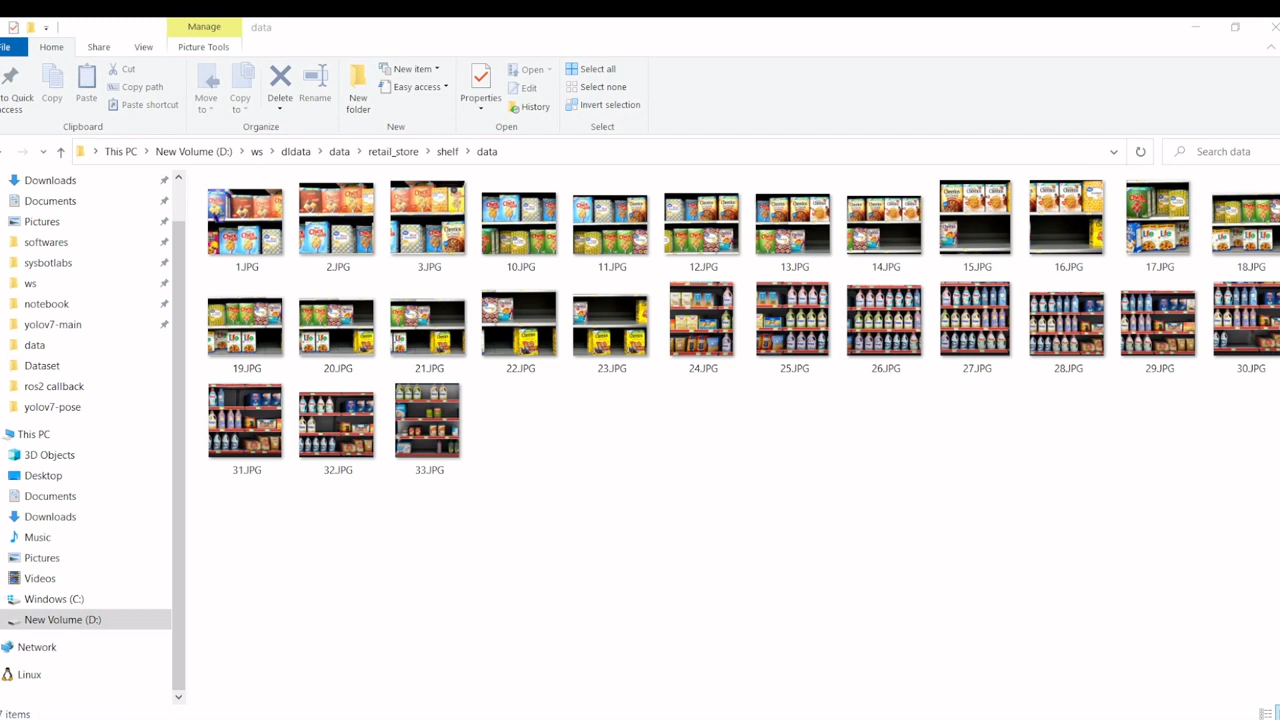 Manage
data
File
Home
Share
View
Picture Tools
to Quick
access
Copy
Paste
Cut
Copy path
Paste shortcut
Clipboard
Move
to
Copy
to
Delete
Rename
Organize
New
folder
New item
Easy access
New
Properties
Open
Edit
History
Open
Select all
Select none
Invert selection
Select
This PC
New Volume (D:)
ws
dldata
data
retail_store
shelf
data
Search data
Downloads
Documents
Pictures
softwares
sysbotlabs
ws
notebook
yolov7-main
data
Dataset
ros2 callback
yolov7-pose
This PC
3D Objects
Desktop
Documents
Downloads
Music
Pictures
Videos
Windows (C:)
New Volume (D:)
Network
Linux
1.JPG
2.JPG
3.JPG
10.JPG
11.JPG
12.JPG
13.JPG
14.JPG
15.JPG
16.JPG
17.JPG
18.JPG
19.JPG
20.JPG
21.JPG
22.JPG
23.JPG
24.JPG
25.JPG
26.JPG
27.JPG
28.JPG
29.JPG
30.JPG
31.JPG
32.JPG
33.JPG
7 items